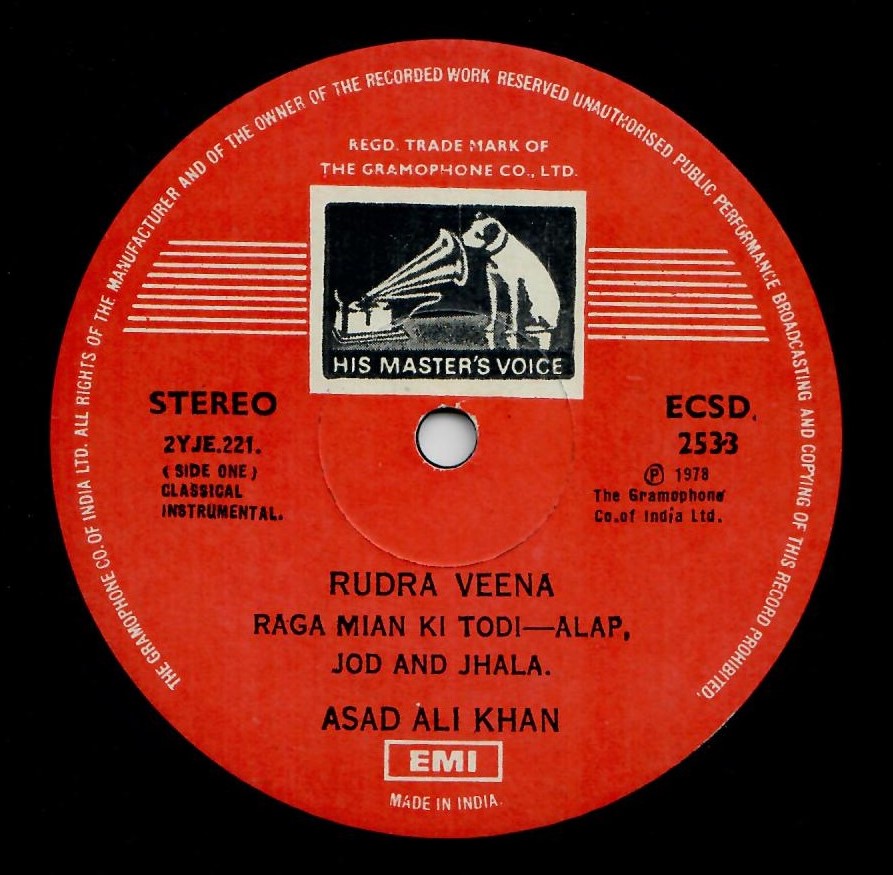 THE GRAMOPHONE CO. OF INDIA LTD. ALL RIGHTS OF THE MANUFACTURER AND OF THE OWNER OF THE RECORDED WORK RESERVED UNAUTHORISED PUBLIC PERFORMANCE BROADCASTING AND COPYING OF THIS RECORD PROHIBITED.
REGD. TRADE MARK OF
THE GRAMOPHONE CO., LTD.
HIS MASTER'S VOICE
STEREO
2YJE.221.
(SIDE ONE)
CLASSICAL
INSTRUMENTAL.
ECSD.
2533
℗ 1978
The Gramophone
Co.of India Ltd.
RUDRA VEENA
RAGA MIAN KI TODI—ALAP,
JOD AND JHALA.
ASAD ALI KHAN
EMI
MADE IN INDIA.